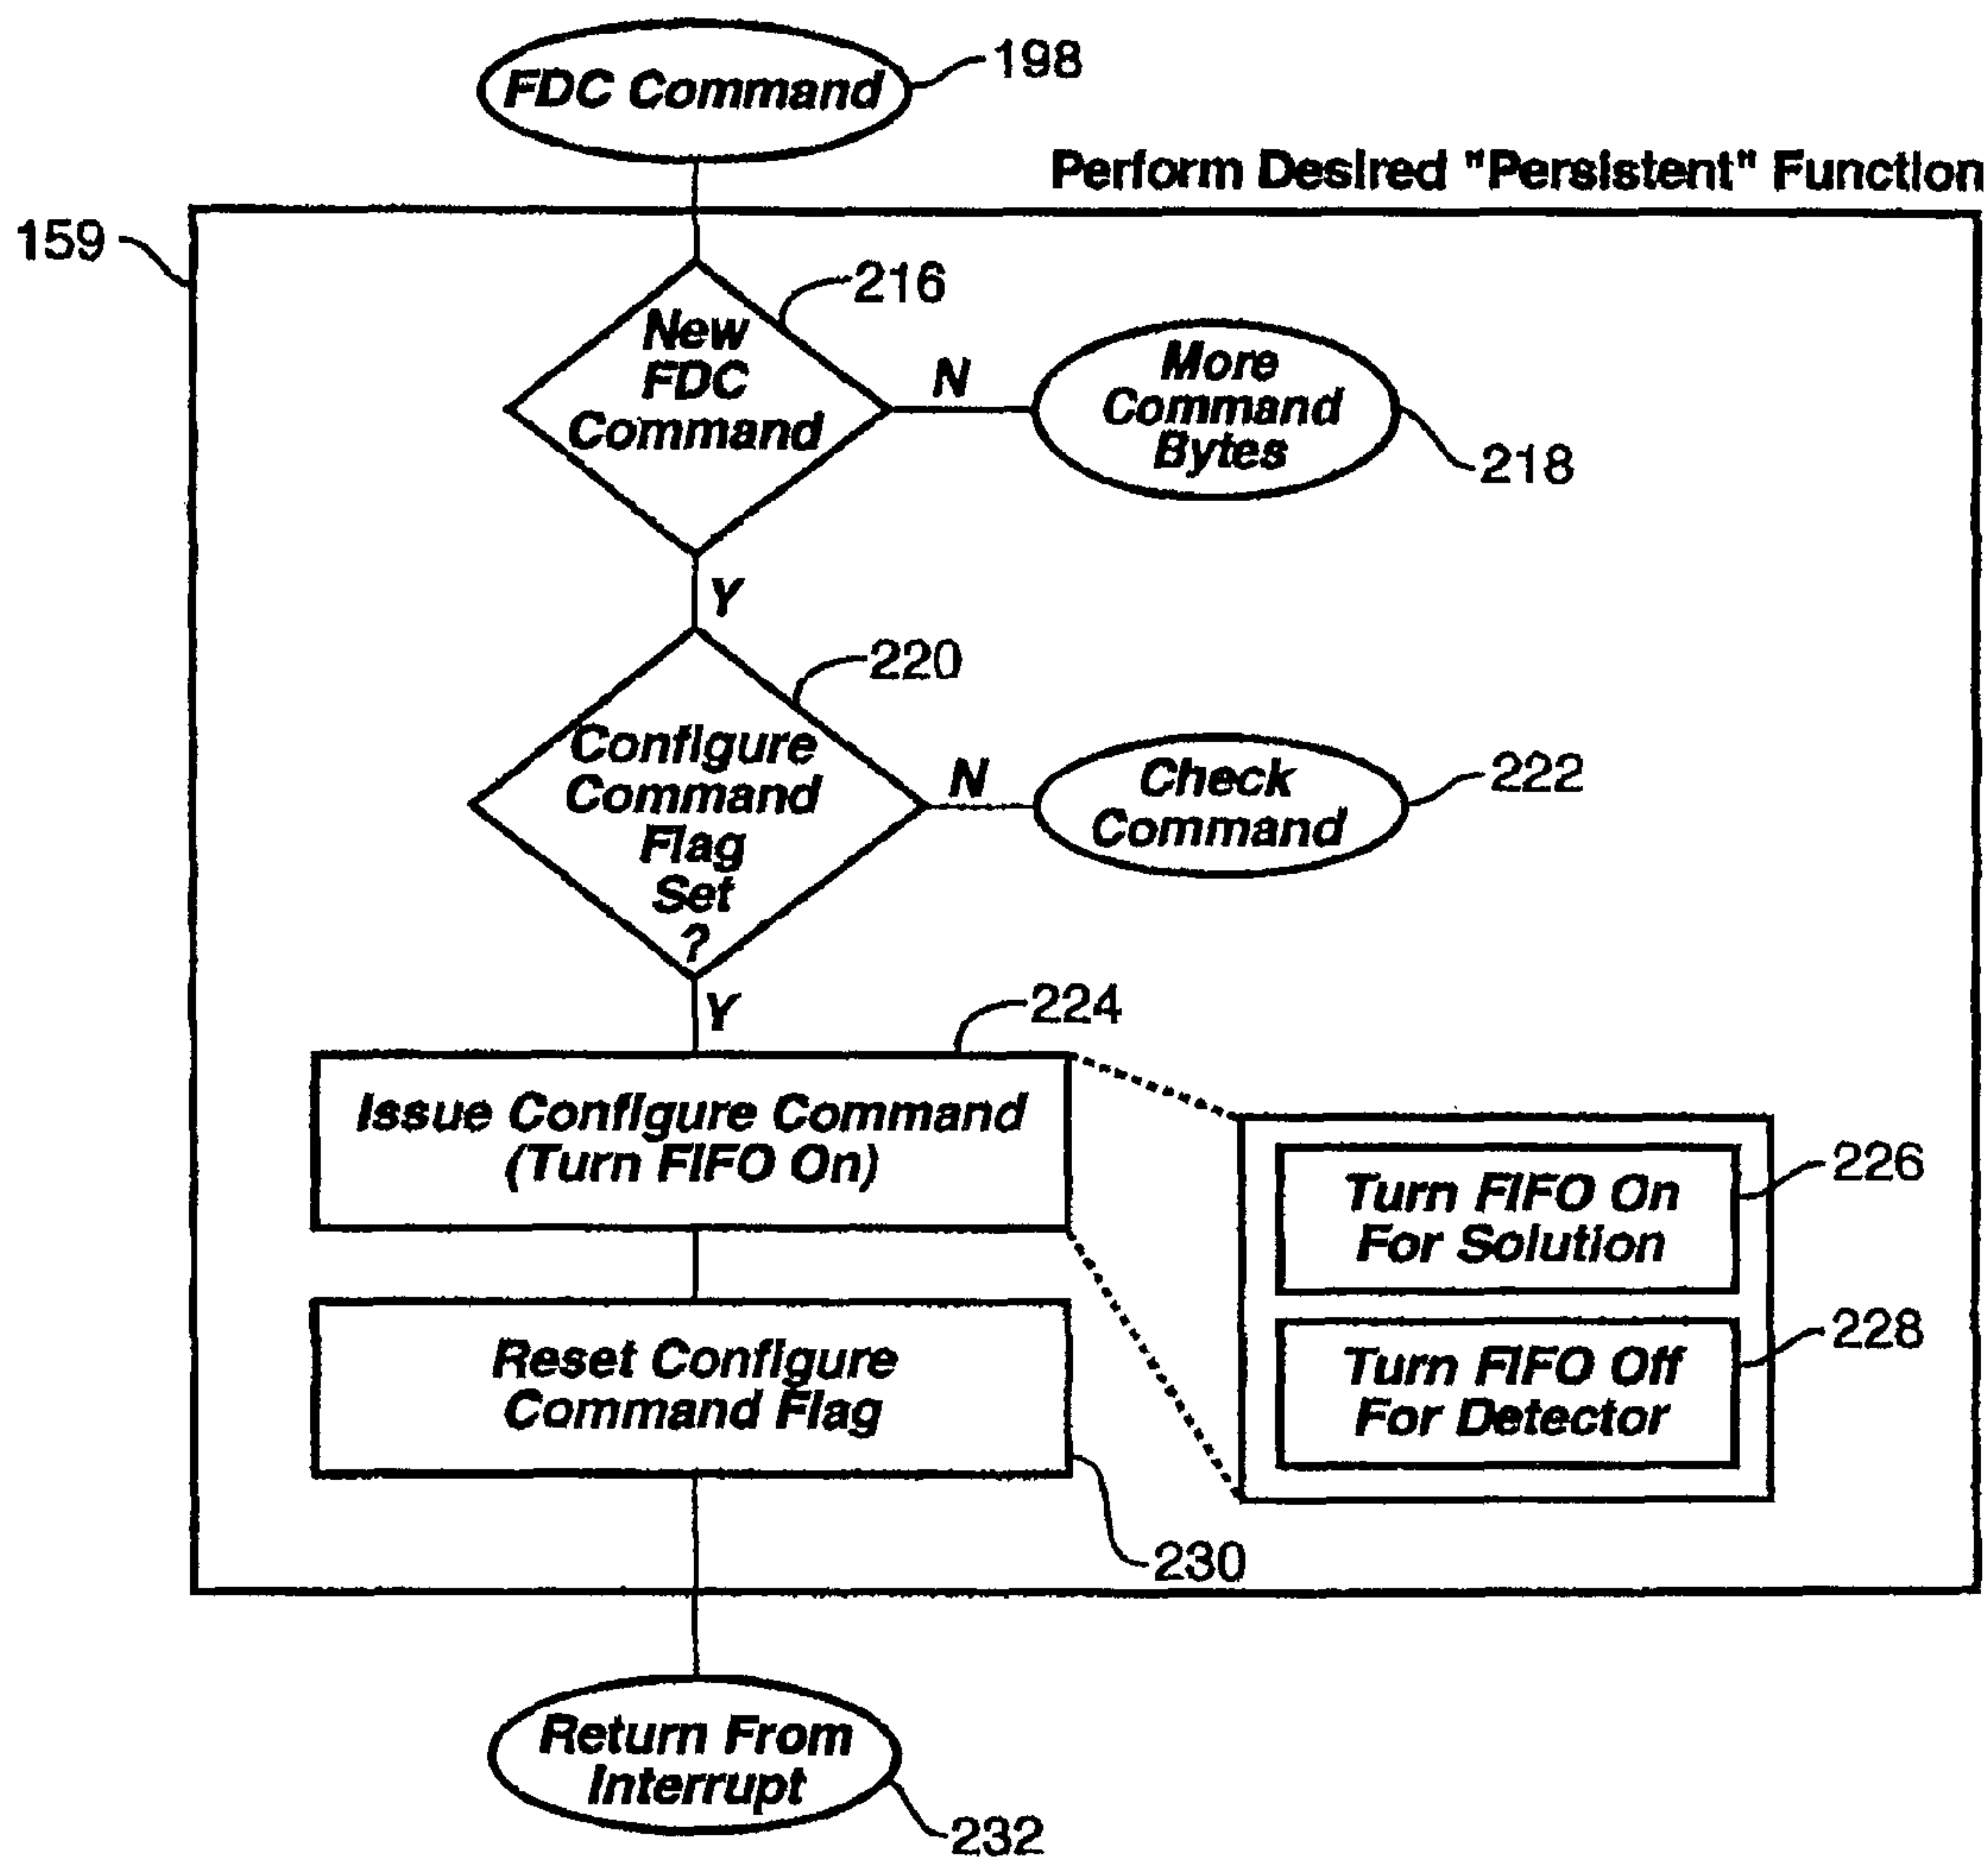 FDC Command
198
Perform Desired "Persistent" Function
159
216
New
FDC
Command
N
More
Command
Bytes
218
Y
220
Configure
Command
Flag
Set
?
N
Check
Command
222
Y
224
Issue Configure Command
(Turn FIFO On)
Turn FIFO On
For Solution
226
Turn FIFO Off
For Detector
228
Reset Configure
Command Flag
230
Return From
Interrupt
232